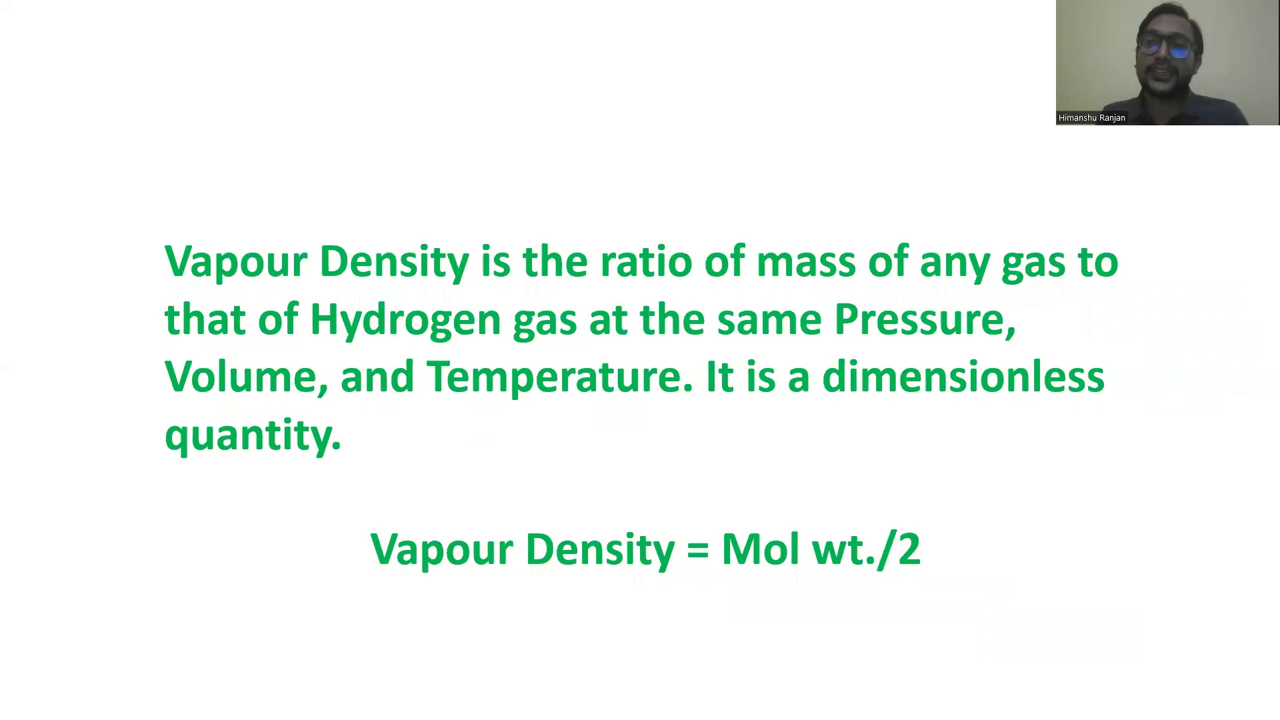 Himanshu Ranjan
Vapour Density is the ratio of mass of any gas to
that of Hydrogen gas at the same Pressure,
Volume, and Temperature. It is a dimensionless
quantity.
Vapour Density = Mol wt./2